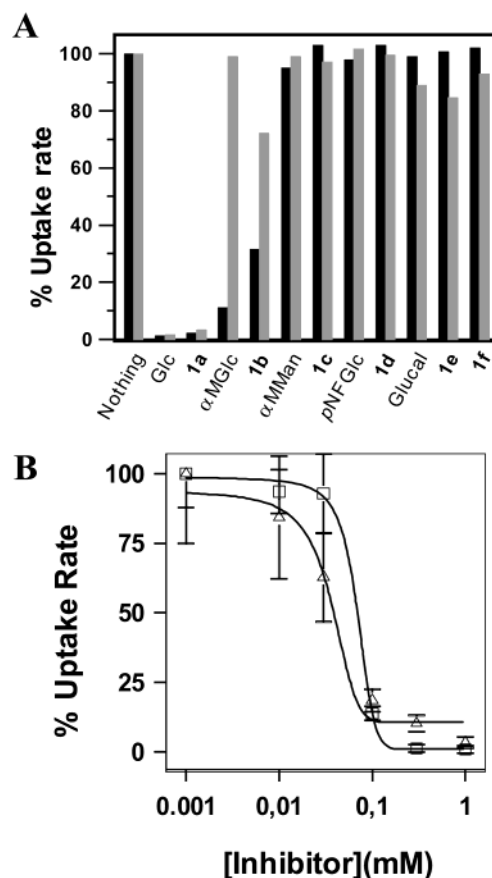 A
% Uptake rate
100
80
60
40
20
0
Nothing
Glc
1a
αMGlc
1b
αMMan
1c
pNFGlc
1d
Glucal
1e
1f
B
% Uptake Rate
100
75
50
25
0
0.001
0,01
0,1
1
[Inhibitor](mM)